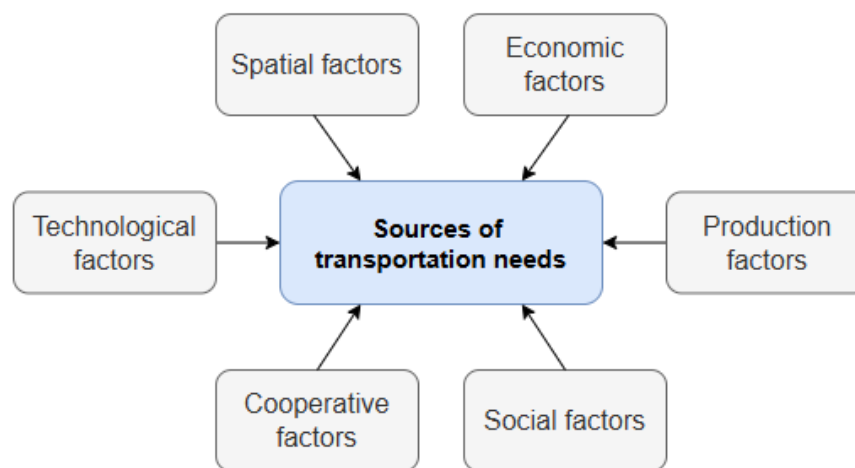 Spatial factors
Economic
factors
Technological
factors
Sources of
transportation needs
Production
factors
Cooperative
factors
Social factors